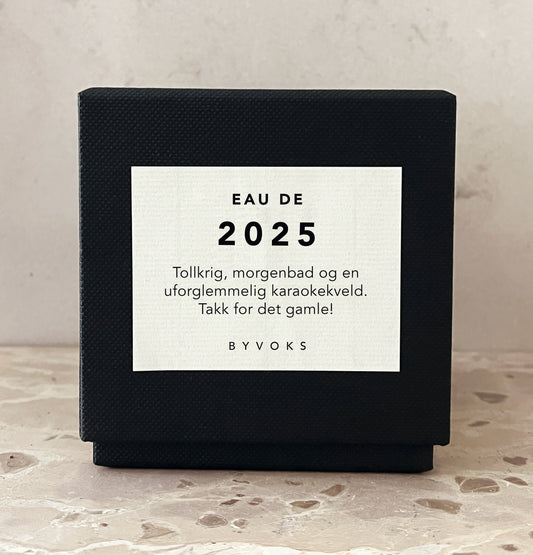 EAU DE
2025
Tollkrig, morgenbad og en
uforglemmelig karaokekveld.
Takk for det gamle!
BYVOKS